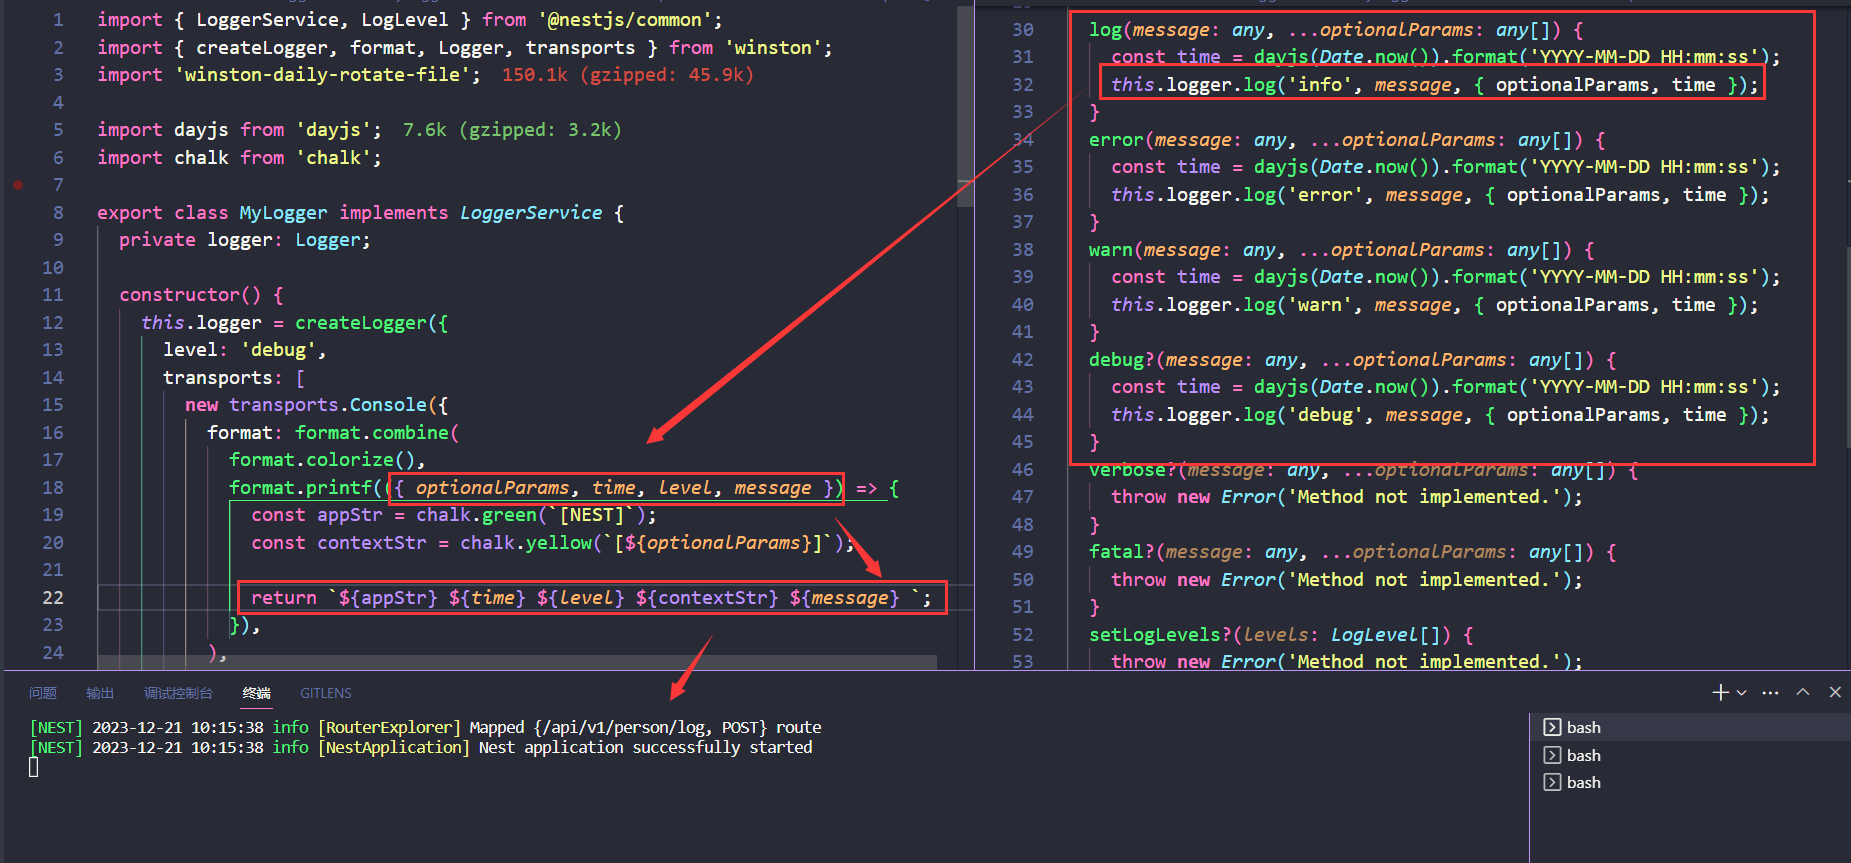 1 import { LoggerService, LogLevel } from '@nestjs/common';
2 import { createLogger, format, Logger, transports } from 'winston';
3 import 'winston-daily-rotate-file'; 150.1k (gzipped: 45.9k)
4
5 import dayjs from 'dayjs'; 7.6k (gzipped: 3.2k)
6 import chalk from 'chalk';
7
8 export class MyLogger implements LoggerService {
9 private logger: Logger;
10
11 constructor() {
12 this.logger = createLogger({
13 level: 'debug',
14 transports: [
15 new transports.Console({
16 format: format.combine(
17 format.colorize(),
18 format.printf(({ optionalParams, time, level, message }) => {
19 const appStr = chalk.green(`[NEST]`);
20 const contextStr = chalk.yellow(`[${optionalParams}]`);
21
22 return `${appStr} ${time} ${level} ${contextStr} ${message} `;
23 }),
24 ),
30 log(message: any, ...optionalParams: any[]) {
31 const time = dayjs(Date.now()).format('YYYY-MM-DD HH:mm:ss');
32 this.logger.log('info', message, { optionalParams, time });
33 }
34 error(message: any, ...optionalParams: any[]) {
35 const time = dayjs(Date.now()).format('YYYY-MM-DD HH:mm:ss');
36 this.logger.log('error', message, { optionalParams, time });
37 }
38 warn(message: any, ...optionalParams: any[]) {
39 const time = dayjs(Date.now()).format('YYYY-MM-DD HH:mm:ss');
40 this.logger.log('warn', message, { optionalParams, time });
41 }
42 debug?(message: any, ...optionalParams: any[]) {
43 const time = dayjs(Date.now()).format('YYYY-MM-DD HH:mm:ss');
44 this.logger.log('debug', message, { optionalParams, time });
45 }
46 verbose?(message: any, ...optionalParams: any[]) {
47 throw new Error('Method not implemented.');
48 }
49 fatal?(message: any, ...optionalParams: any[]) {
50 throw new Error('Method not implemented.');
51 }
52 setLogLevels?(levels: LogLevel[]) {
53 throw new Error('Method not implemented.');
问题 输出 调试控制台 终端 GITLENS
[NEST] 2023-12-21 10:15:38 info [RouterExplorer] Mapped {/api/v1/person/log, POST} route
[NEST] 2023-12-21 10:15:38 info [NestApplication] Nest application successfully started
bash
bash
bash